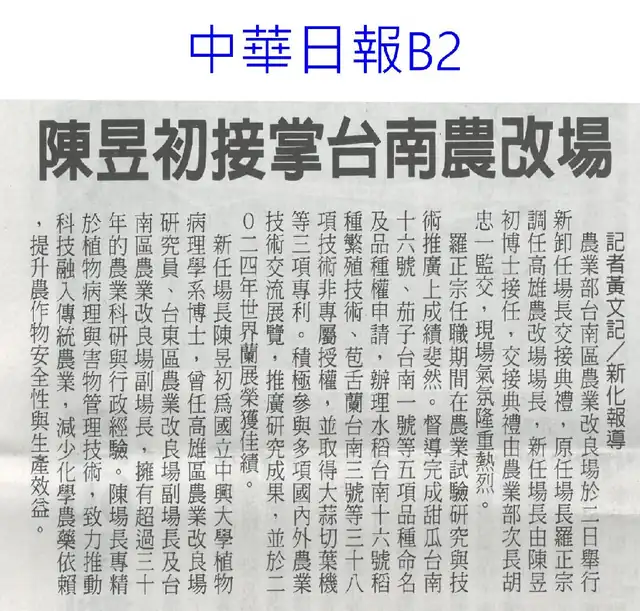 中華日報B2
陳昱初接掌台南農改場
記者黃文記/新化報導
農業部台南區農業改良場於二日舉行
新卸任場長交接典禮，原任場長羅正宗
調任高雄農改場場長，新任場長由陳昱
初博士接任，交接典禮由農業部次長胡
忠一監交，現場氣氛隆重熱烈。
羅正宗任職期間在農業試驗研究與技
術推廣上成績斐然。督導完成甜瓜台南
十六號、茄子台南一號等五項品種命名
及品種權申請，辦理水稻台南十六號稻
種繁殖技術、苞舌蘭台南三號等三十八
項技術非專屬授權，並取得大蒜切葉機
等三項專利。積極參與多項國內外農業
技術交流展覽，推廣研究成果，並於二
０二四年世界蘭展榮獲佳績。
新任場長陳昱初為國立中興大學植物
病理學系博士，曾任高雄區農業改良場
研究員、台東區農業改良場副場長及台
南區農業改良場副場長，擁有超過三十
年的農業科研與行政經驗。陳場長專精
於植物病理與害物管理技術，致力推動
科技融入傳統農業，減少化學農藥依賴
，提升農作物安全性與生產效益。